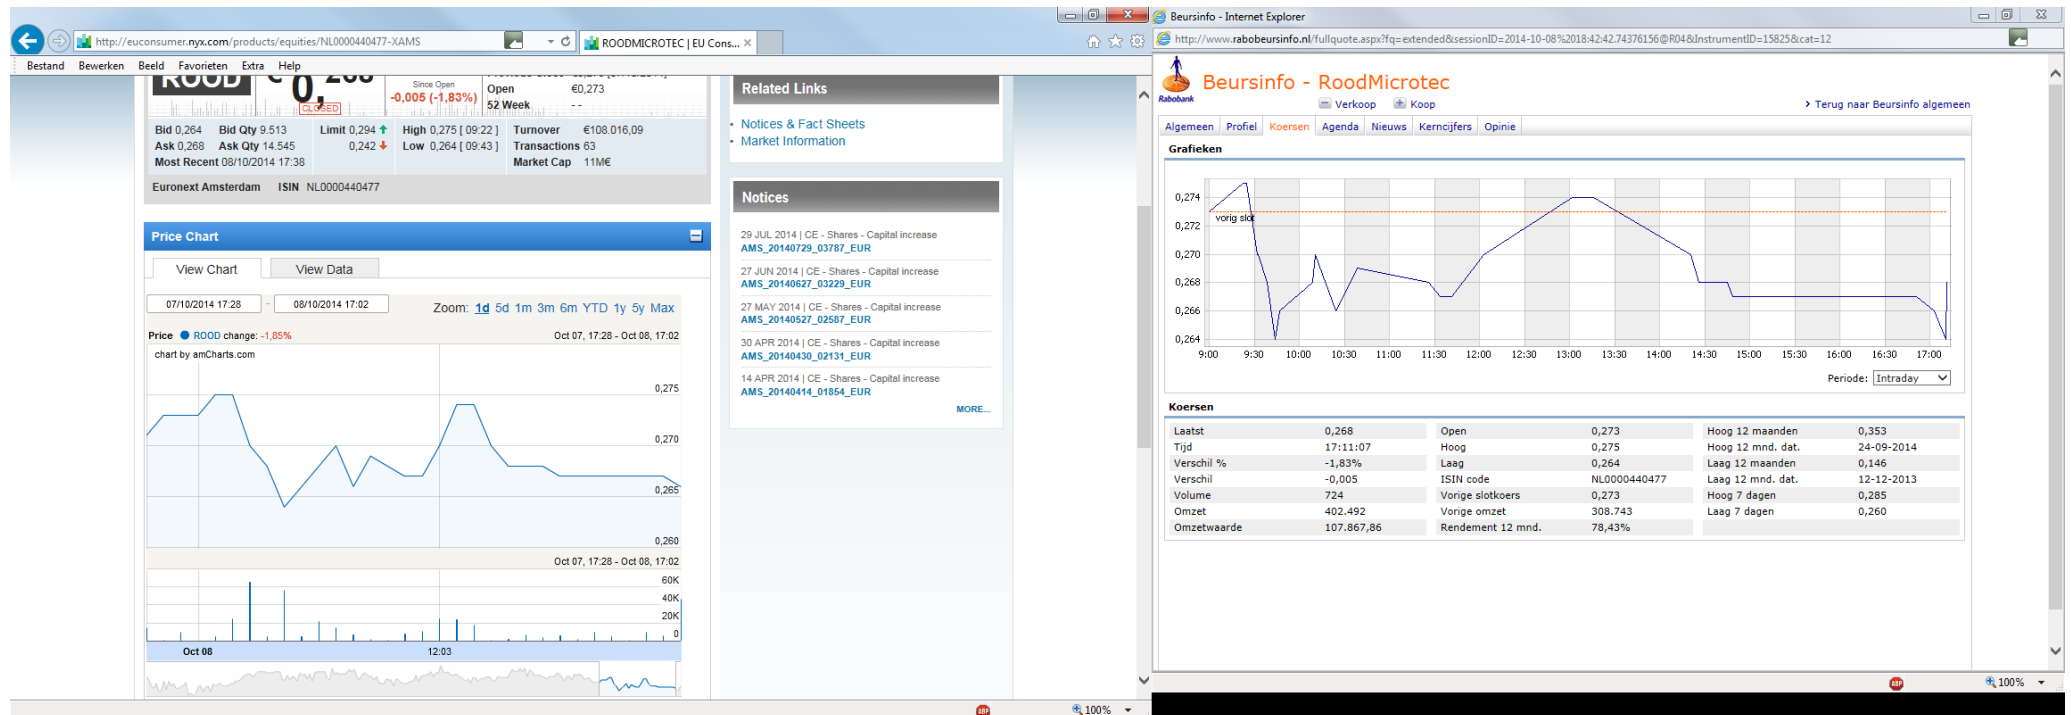 http://euconsumer.nyx.com/products/equities/NL0000440477-XAMS
ROODMICROTEC | EU Cons...
Bestand Bewerken Beeld Favorieten Extra Help
ROOD € 0,268
CLOSED
Since Open
-0,005 (-1,83%)
Open €0,273
52 Week - -
Bid 0,264 Bid Qty 9.513 Limit 0,294 High 0,275 [ 09:22 ] Turnover €108.016,09
Ask 0,268 Ask Qty 14.545 0,242 Low 0,264 [ 09:43 ] Transactions 63
Most Recent 08/10/2014 17:38 Market Cap 11M€
Euronext Amsterdam ISIN NL0000440477
Price Chart
View Chart View Data
07/10/2014 17:28 - 08/10/2014 17:02 Zoom: 1d 5d 1m 3m 6m YTD 1y 5y Max
Price ROOD change: -1,85% Oct 07, 17:28 - Oct 08, 17:02
chart by amCharts.com
0,275
0,270
0,265
0,260
Oct 07, 17:28 - Oct 08, 17:02
60K
40K
20K
0
Oct 08 12:03
Related Links
Notices & Fact Sheets
Market Information
Notices
29 JUL 2014 | CE - Shares - Capital increase
AMS_20140729_03787_EUR
27 JUN 2014 | CE - Shares - Capital increase
AMS_20140627_03229_EUR
27 MAY 2014 | CE - Shares - Capital increase
AMS_20140527_02587_EUR
30 APR 2014 | CE - Shares - Capital increase
AMS_20140430_02131_EUR
14 APR 2014 | CE - Shares - Capital increase
AMS_20140414_01854_EUR
MORE...
ABP 100%
Beursinfo - Internet Explorer
http://www.rabobeursinfo.nl/fullquote.aspx?fq=extended&sessionID=2014-10-08%2018:42:42.74376156@R04&InstrumentID=15825&cat=12
Rabobank
Beursinfo - RoodMicrotec
Verkoop Koop Terug naar Beursinfo algemeen
Algemeen Profiel Koersen Agenda Nieuws Kerncijfers Opinie
Grafieken
0,274
vorig slot
0,272
0,270
0,268
0,266
0,264
9:00 9:30 10:00 10:30 11:00 11:30 12:00 12:30 13:00 13:30 14:00 14:30 15:00 15:30 16:00 16:30 17:00
Periode: Intraday
Koersen
Laatst 0,268 Open 0,273 Hoog 12 maanden 0,353
Tijd 17:11:07 Hoog 0,275 Hoog 12 mnd. dat. 24-09-2014
Verschil % -1,83% Laag 0,264 Laag 12 maanden 0,146
Verschil -0,005 ISIN code NL0000440477 Laag 12 mnd. dat. 12-12-2013
Volume 724 Vorige slotkoers 0,273 Hoog 7 dagen 0,285
Omzet 402.492 Vorige omzet 308.743 Laag 7 dagen 0,260
Omzetwaarde 107.867,86 Rendement 12 mnd. 78,43%
ABP 100%